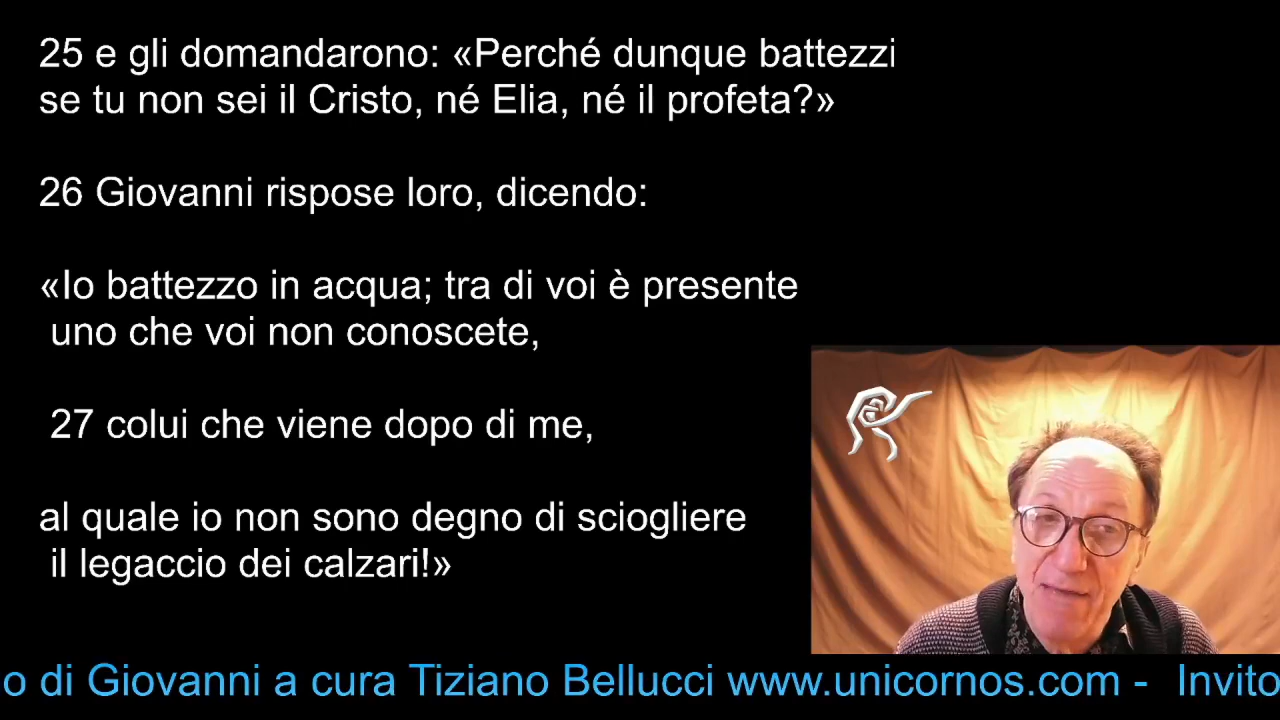 25 e gli domandarono: «Perché dunque battezzi
se tu non sei il Cristo, né Elia, né il profeta?»
26 Giovanni rispose loro, dicendo:
«Io battezzo in acqua; tra di voi è presente
uno che voi non conoscete,
27 colui che viene dopo di me,
al quale io non sono degno di sciogliere
il legaccio dei calzari!»
o di Giovanni a cura Tiziano Bellucci www.unicornos.com - Invito